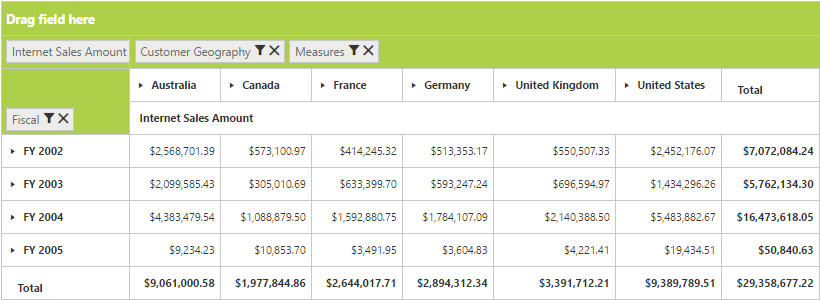 Drag field here
Internet Sales Amount Customer Geography Measures
Australia Canada France Germany United Kingdom United States Total
Fiscal Internet Sales Amount
FY 2002 $2,568,701.39 $573,100.97 $414,245.32 $513,353.17 $550,507.33 $2,452,176.07 $7,072,084.24
FY 2003 $2,099,585.43 $305,010.69 $633,399.70 $593,247.24 $696,594.97 $1,434,296.26 $5,762,134.30
FY 2004 $4,383,479.54 $1,088,879.50 $1,592,880.75 $1,784,107.09 $2,140,388.50 $5,483,882.67 $16,473,618.05
FY 2005 $9,234.23 $10,853.70 $3,491.95 $3,604.83 $4,221.41 $19,434.51 $50,840.63
Total $9,061,000.58 $1,977,844.86 $2,644,017.71 $2,894,312.34 $3,391,712.21 $9,389,789.51 $29,358,677.22